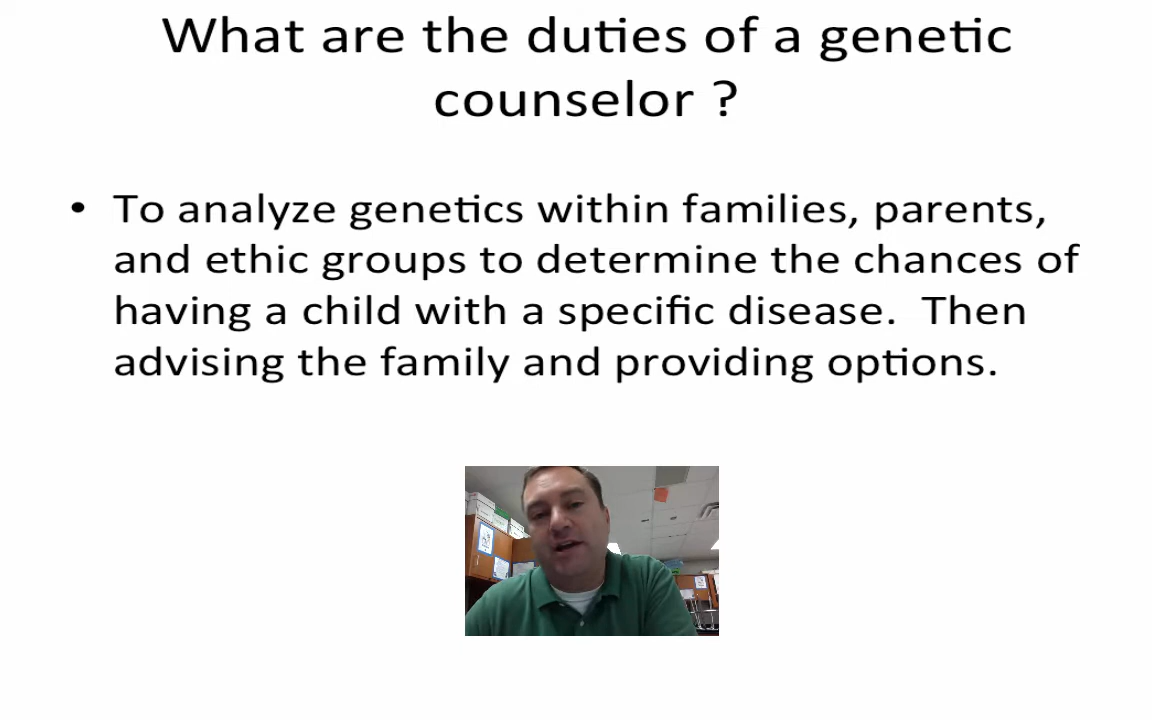 What are the duties of a genetic
counselor ?
• To analyze genetics within families, parents,
and ethic groups to determine the chances of
having a child with a specific disease.  Then
advising the family and providing options.